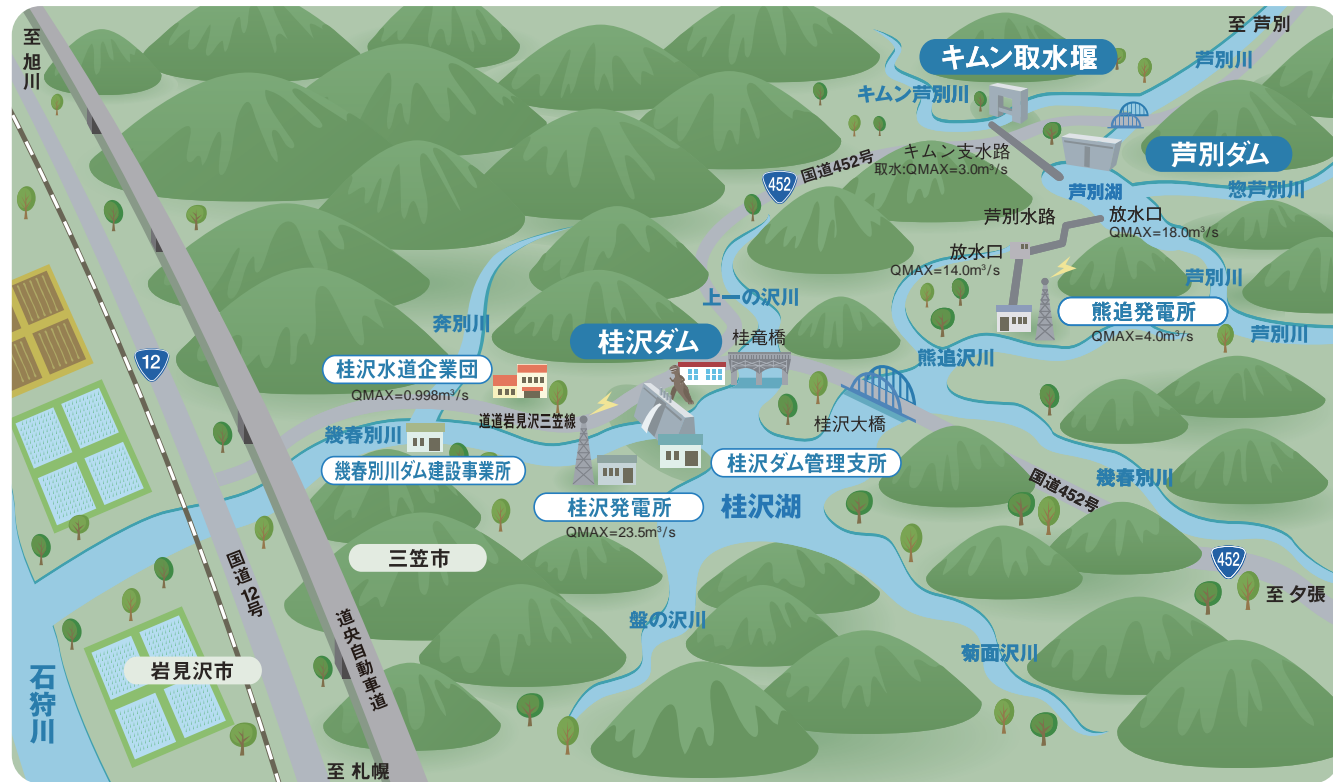 至 旭川
至 芦別
芦別川
キムン取水堰
キムン芦別川
芦別ダム
キムン支水路
取水:QMAX=3.0m³/s
国道452号
452
芦別湖
惣芦別川
芦別水路
放水口
QMAX=18.0m³/s
放水口
QMAX=14.0m³/s
芦別川
上一の沢川
熊追発電所
QMAX=4.0m³/s
芦別川
奔別川
桂沢ダム
桂竜橋
熊追沢川
12
桂沢水道企業団
QMAX=0.998m³/s
道道岩見沢三笠線
桂沢大橋
幾春別川
幾春別川ダム建設事業所
桂沢ダム管理支所
幾春別川
国道452号
桂沢発電所
QMAX=23.5m³/s
桂沢湖
三笠市
452
国道12号
至 夕張
道央自動車道
盤の沢川
菊面沢川
岩見沢市
石狩川
至 札幌